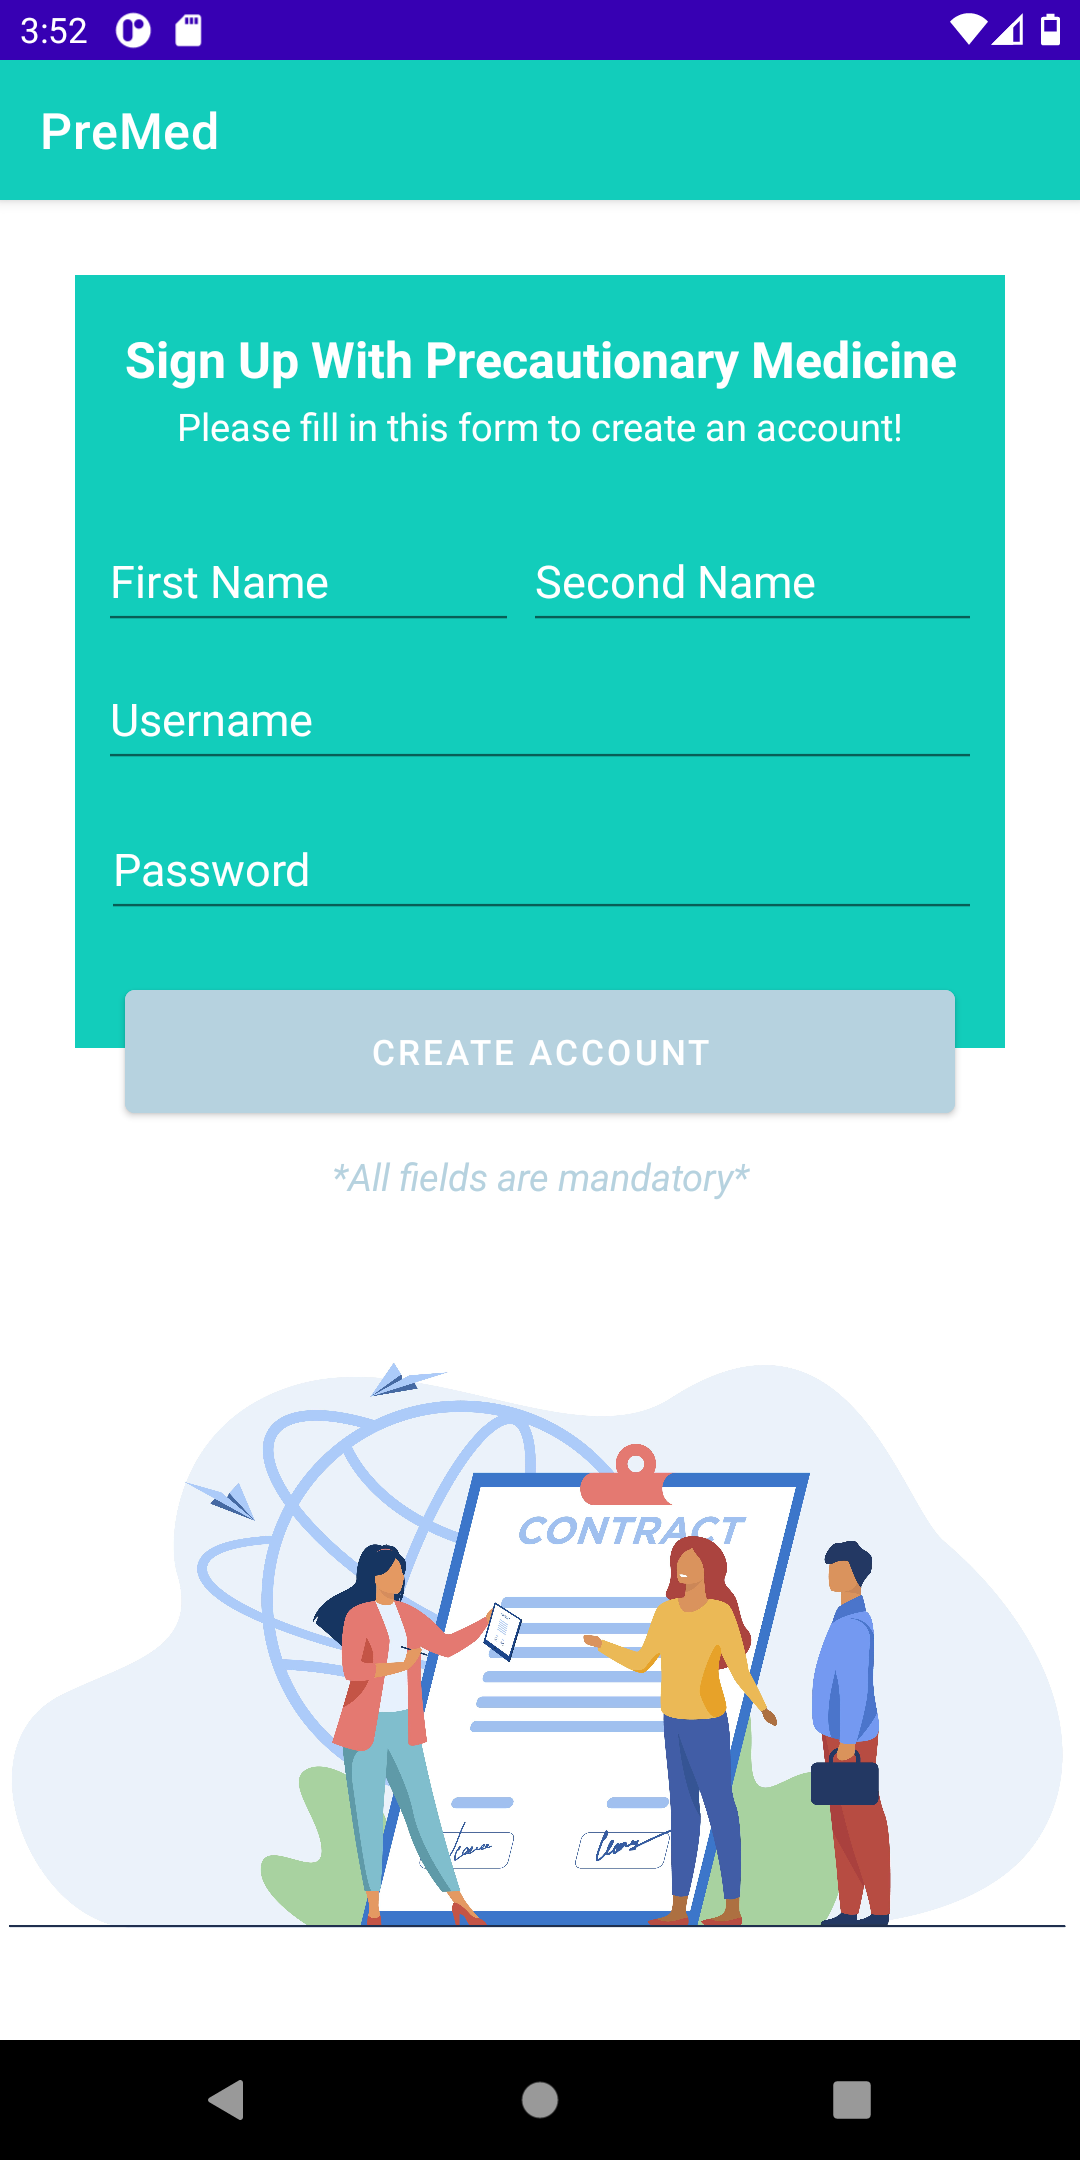 3:52
PreMed
Sign Up With Precautionary Medicine
Please fill in this form to create an account!
First Name Second Name
Username
Password
CREATE ACCOUNT
*All fields are mandatory*
CONTRACT